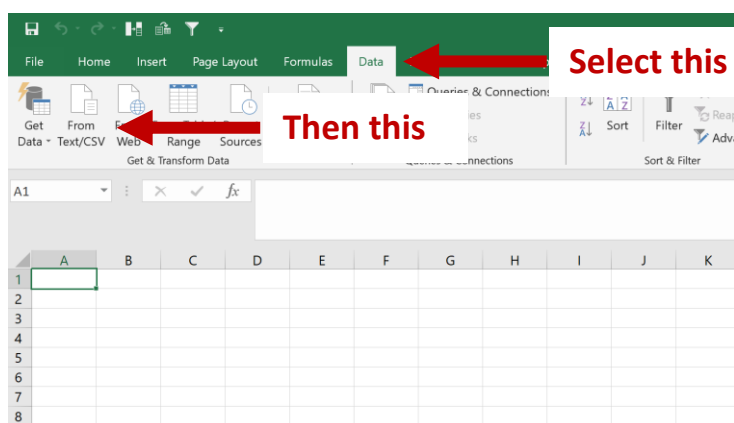 File Home Insert Page Layout Formulas Data
Select this
Queries & Connections
Get From
Data Text/CSV Web Range Sources
Then this
Sort Filter
Get & Transform Data Sort & Filter
A1 fx
A B C D E F G H I J K
1
2
3
4
5
6
7
8